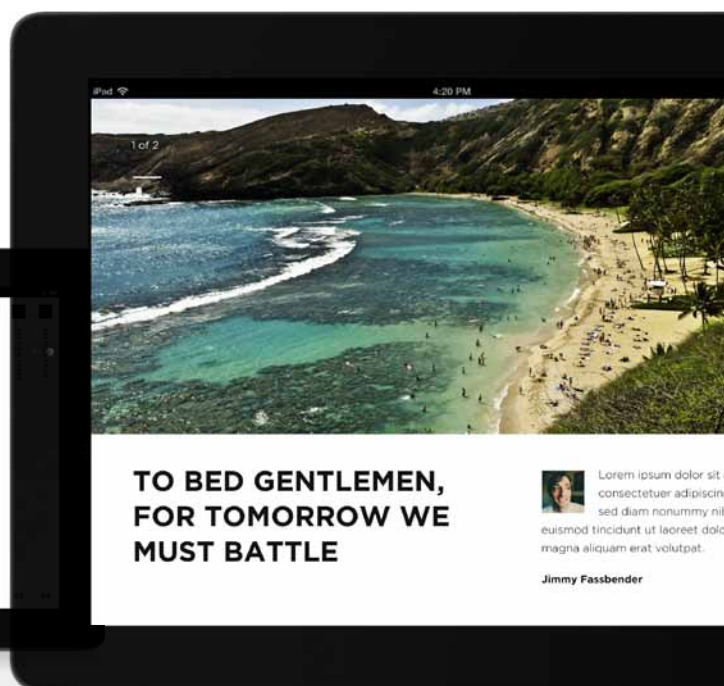 iPad
4:20 PM
1 of 2
TO BED GENTLEMEN,
FOR TOMORROW WE
MUST BATTLE
Lorem ipsum dolor sit
consectetuer adipiscing
sed diam nonummy
euismod tincidunt ut laoreet
magna aliquam erat volutpat.
Jimmy Fassbender